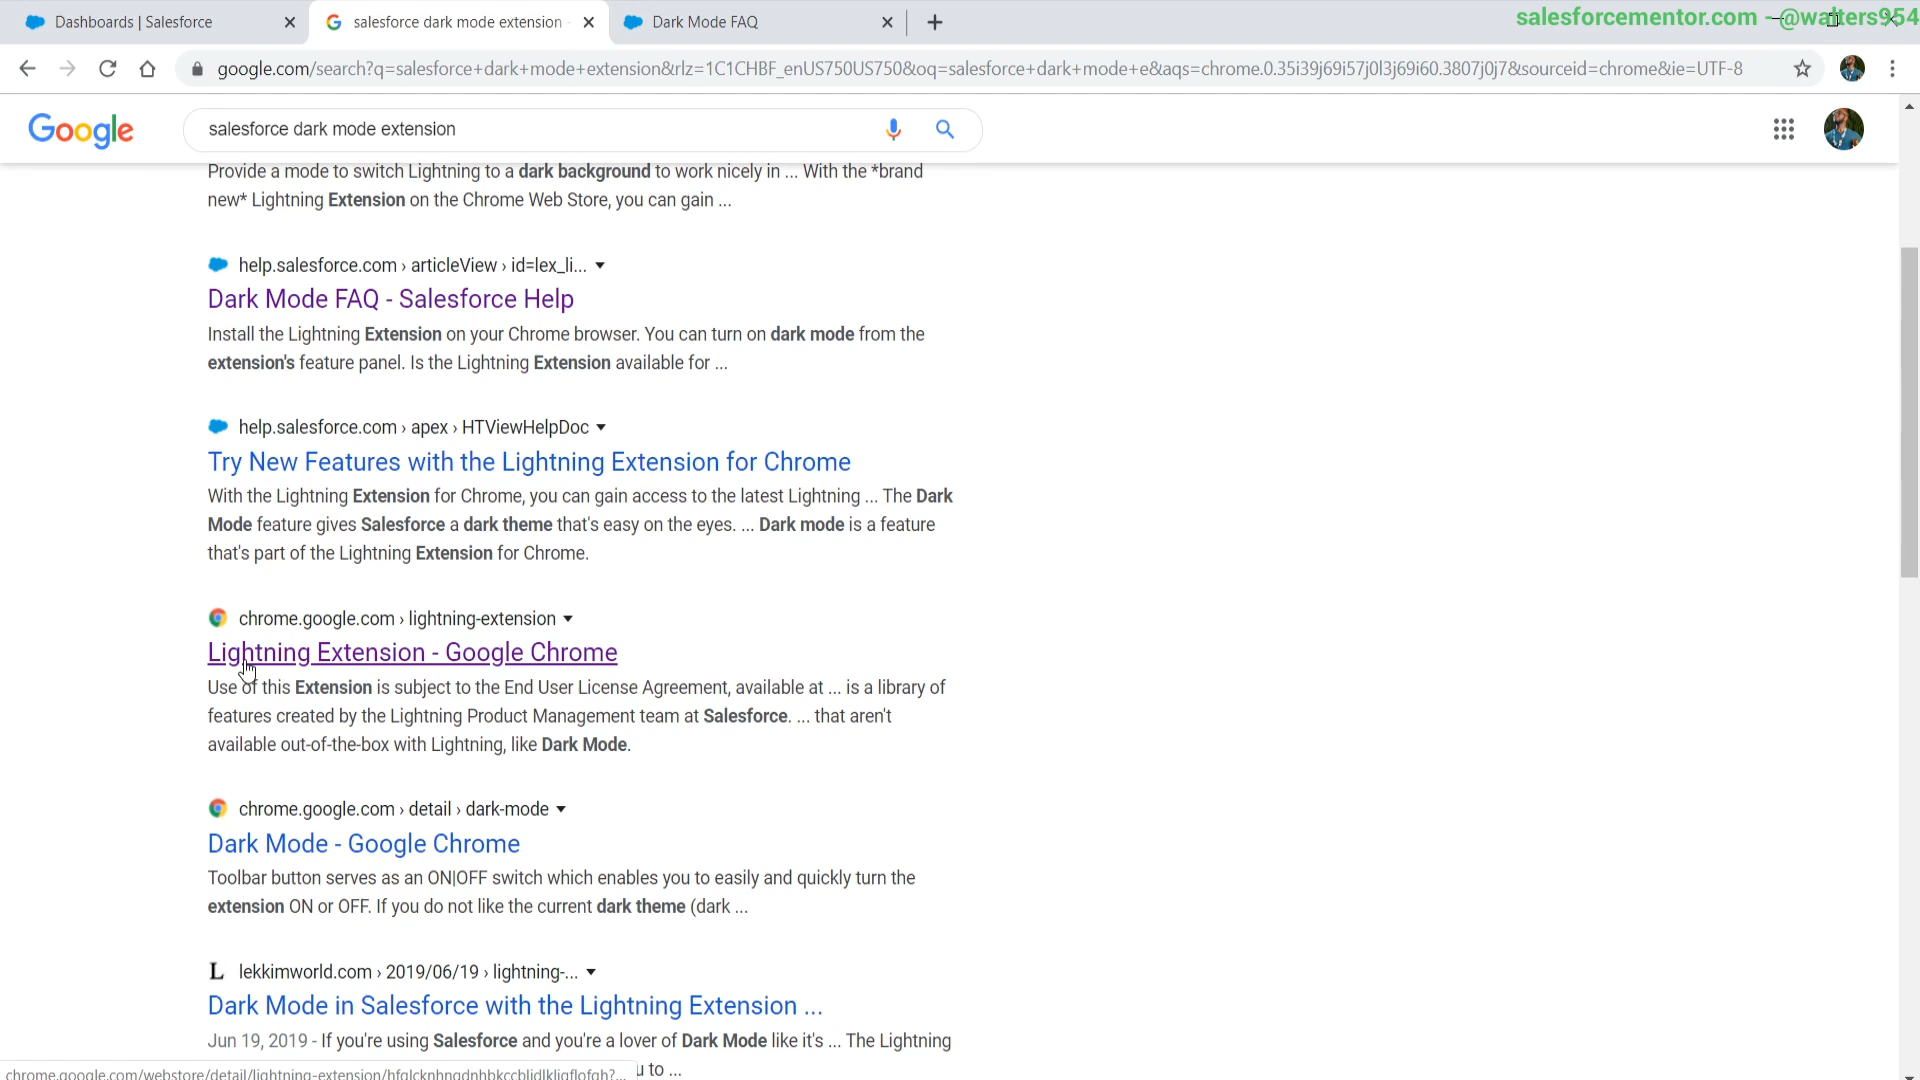 Dashboards | Salesforce
salesforce dark mode extension
Dark Mode FAQ
salesforcementor.com - @walters954
google.com/search?q=salesforce+dark+mode+extension&rlz=1C1CHBF_enUS750US750&oq=salesforce+dark+mode+e&aqs=chrome.0.35i39j69i57j0l3j69i60.3807j0j7&sourceid=chrome&ie=UTF-8
Google
salesforce dark mode extension
Provide a mode to switch Lightning to a dark background to work nicely in ... With the *brand
new* Lightning Extension on the Chrome Web Store, you can gain ...
help.salesforce.com › articleView › id=lex_li...
Dark Mode FAQ - Salesforce Help
Install the Lightning Extension on your Chrome browser. You can turn on dark mode from the
extension's feature panel. Is the Lightning Extension available for ...
help.salesforce.com › apex › HTViewHelpDoc
Try New Features with the Lightning Extension for Chrome
With the Lightning Extension for Chrome, you can gain access to the latest Lightning ... The Dark
Mode feature gives Salesforce a dark theme that's easy on the eyes. ... Dark mode is a feature
that's part of the Lightning Extension for Chrome.
chrome.google.com › lightning-extension
Lightning Extension - Google Chrome
Use of this Extension is subject to the End User License Agreement, available at ... is a library of
features created by the Lightning Product Management team at Salesforce. ... that aren't
available out-of-the-box with Lightning, like Dark Mode.
chrome.google.com › detail › dark-mode
Dark Mode - Google Chrome
Toolbar button serves as an ON|OFF switch which enables you to easily and quickly turn the
extension ON or OFF. If you do not like the current dark theme (dark ...
L lekkimworld.com › 2019/06/19 › lightning-...
Dark Mode in Salesforce with the Lightning Extension ...
Jun 19, 2019 - If you're using Salesforce and you're a lover of Dark Mode like it's ... The Lightning
u to ...